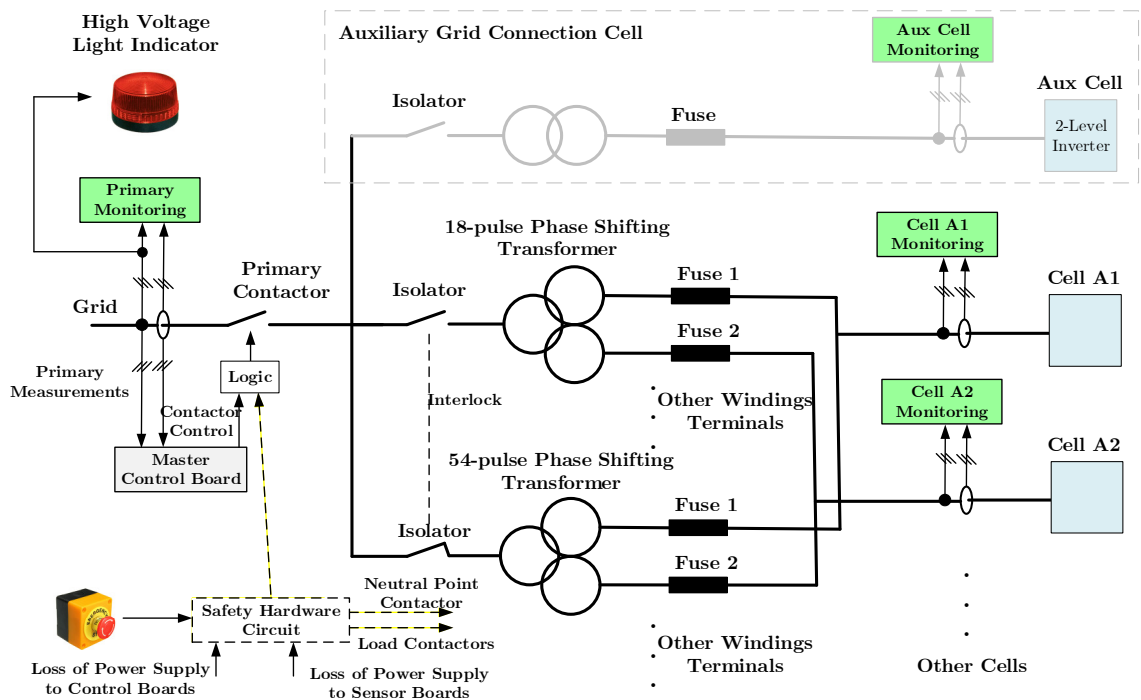 High Voltage
Light Indicator
Auxiliary Grid Connection Cell
Aux Cell
Monitoring
Aux Cell
Isolator
Fuse
2-Level
Inverter
Primary
Monitoring
18-pulse Phase Shifting
Transformer
Cell A1
Monitoring
Primary
Contactor
Isolator
Fuse 1
Cell A1
Grid
Fuse 2
Primary
Measurements
Logic
Interlock
Other Windings
Terminals
Cell A2
Monitoring
Contactor
Control
Master
Control Board
54-pulse Phase Shifting
Transformer
Cell A2
Fuse 1
Isolator
Fuse 2
Neutral Point
Contactor
Safety Hardware
Circuit
Load Contactors
Other Windings
Terminals
Other Cells
Loss of Power Supply
to Control Boards
Loss of Power Supply
to Sensor Boards